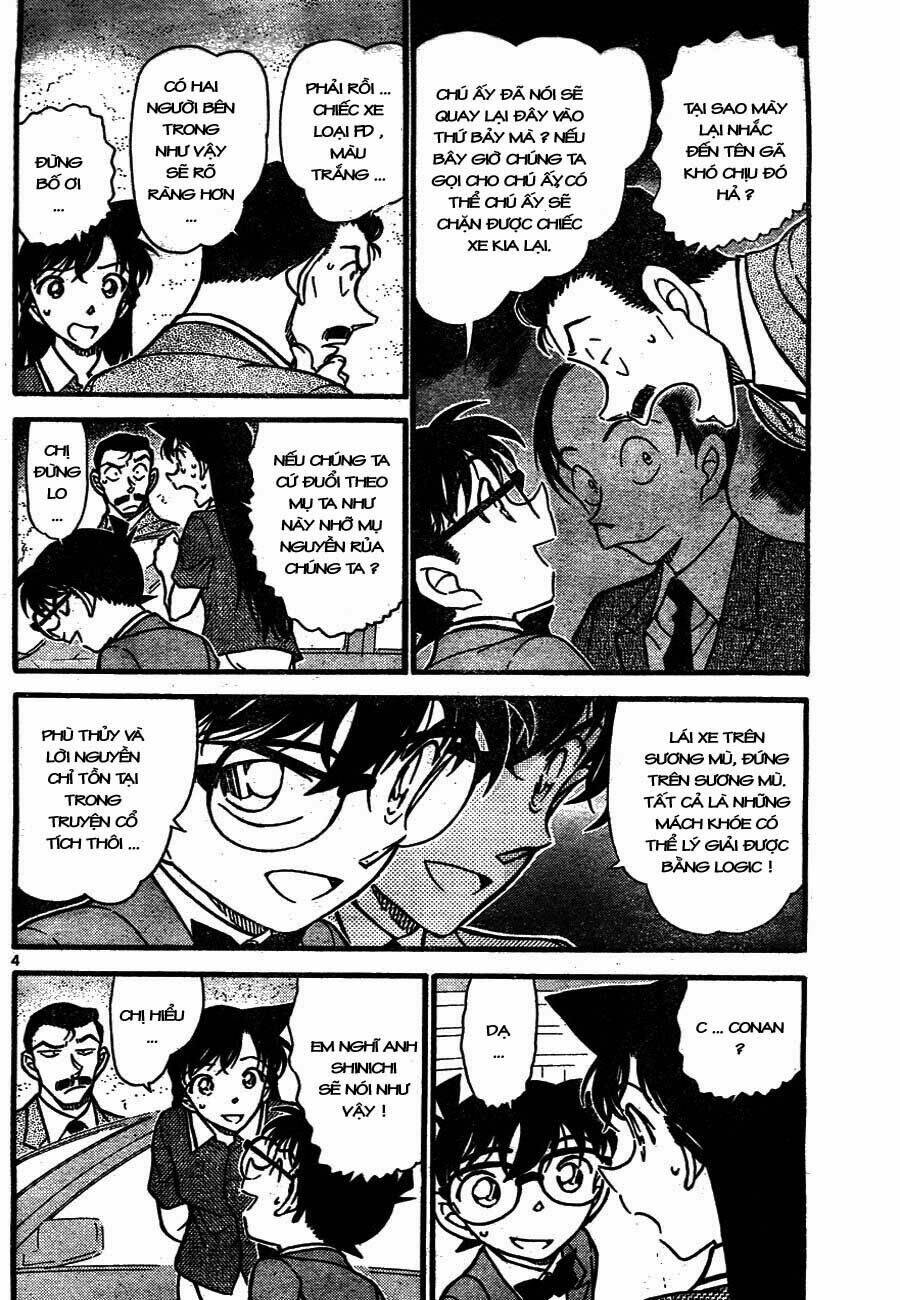 TẠI SAO MÀY
LẠI NHẮC
ĐẾN TÊN GÃ
KHÓ CHỊU ĐÓ
HẢ ?
CHÚ ẤY ĐÃ NÓI SẼ
QUAY LẠI ĐÂY VÀO
THỨ BẢY MÀ ? NẾU
BÂY GIỜ CHÚNG TA
GỌI CHO CHÚ ẤY, CÓ
THỂ CHÚ ẤY SẼ
CHẶN ĐƯỢC CHIẾC
XE KIA LẠI.
PHẢI RỒI ...
CHIẾC XE
LOẠI FD ,
MÀU
TRẮNG ...
CÓ HAI
NGƯỜI BÊN
TRONG
NHƯ VẬY
SẼ RÕ
RÀNG HƠN
...
ĐỪNG
BỐ ƠI
...
NẾU CHÚNG TA
CỨ ĐUỔI THEO
MỤ TA NHƯ
NÀY NHỠ MỤ
NGUYỀN RỦA
CHÚNG TA ?
CHỊ
ĐỪNG
LO
...
LÁI XE TRÊN
SƯƠNG MÙ, ĐỨNG
TRÊN SƯƠNG MÙ.
TẤT CẢ LÀ NHỮNG
MÁCH KHÓE CÓ
THỂ LÝ GIẢI ĐƯỢC
BẰNG LOGIC !
PHÙ THỦY VÀ
LỜI NGUYỀN
CHỈ TỒN TẠI
TRONG
TRUYỆN CỔ
TÍCH THÔI ...
4
C ... CONAN
?
DẠ
...
EM NGHĨ ANH
SHINICHI
SẼ NÓI NHƯ
VẬY !
CHỊ HIỂU
...